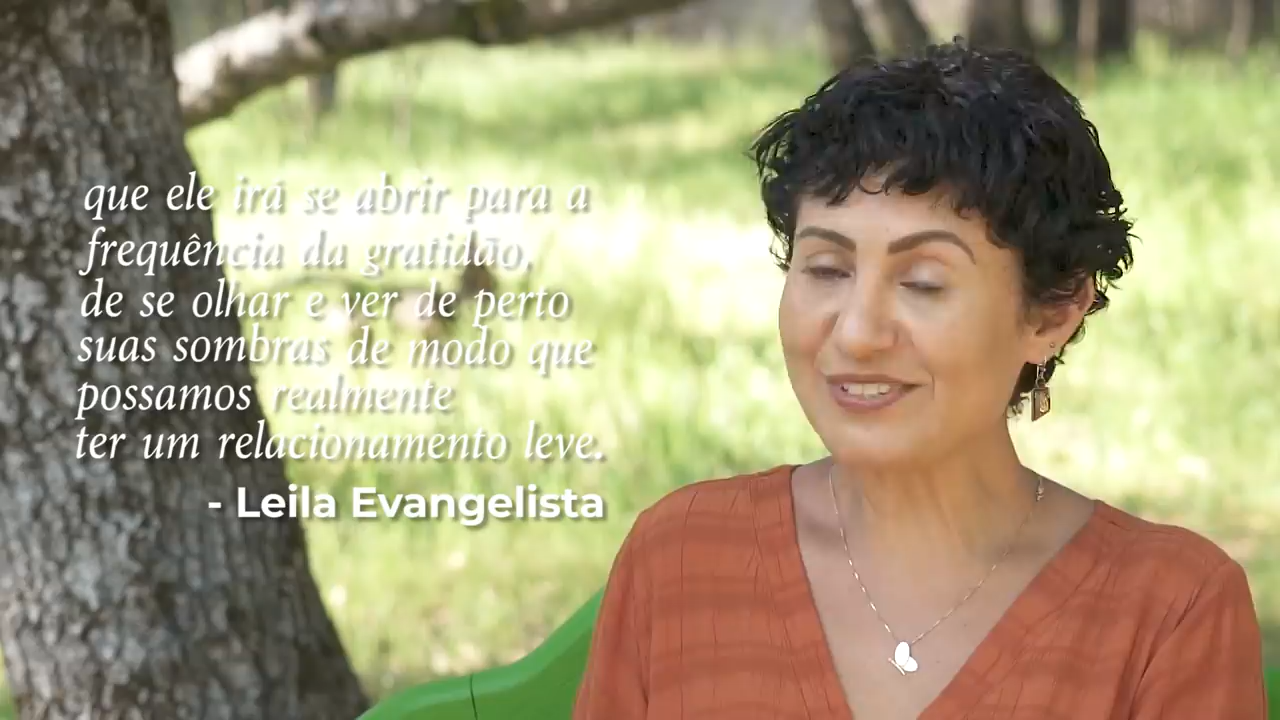 que ele irá se abrir para a
frequência da gratidão,
de se olhar e ver de perto
suas sombras de modo que
possamos realmente
ter um relacionamento leve.
- Leila Evangelista